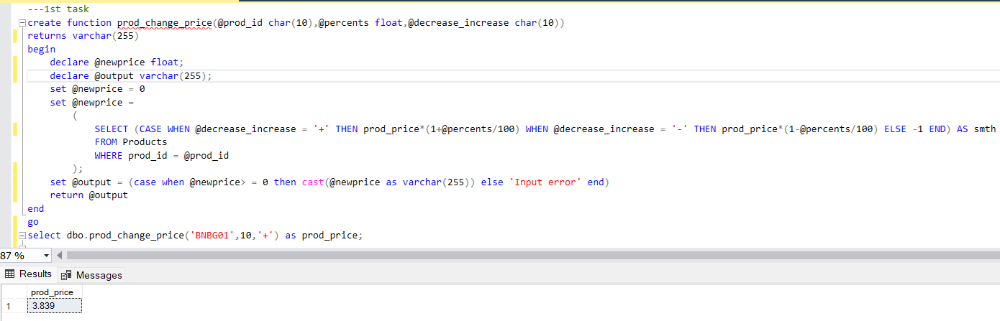 ---1st task
create function prod_change_price(@prod_id char(10),@percents float,@decrease_increase char(10))
returns varchar(255)
begin
declare @newprice float;
declare @output varchar(255);
set @newprice = 0
set @newprice =
(
SELECT (CASE WHEN @decrease_increase = '+' THEN prod_price*(1+@percents/100) WHEN @decrease_increase = '-' THEN prod_price*(1-@percents/100) ELSE -1 END) AS smth
FROM Products
WHERE prod_id = @prod_id
);
set @output = (case when @newprice> = 0 then cast(@newprice as varchar(255)) else 'Input error' end)
return @output
end
go
select dbo.prod_change_price('BNBG01',10,'+') as prod_price;
87 %
Results Messages
prod_price
1 3.839